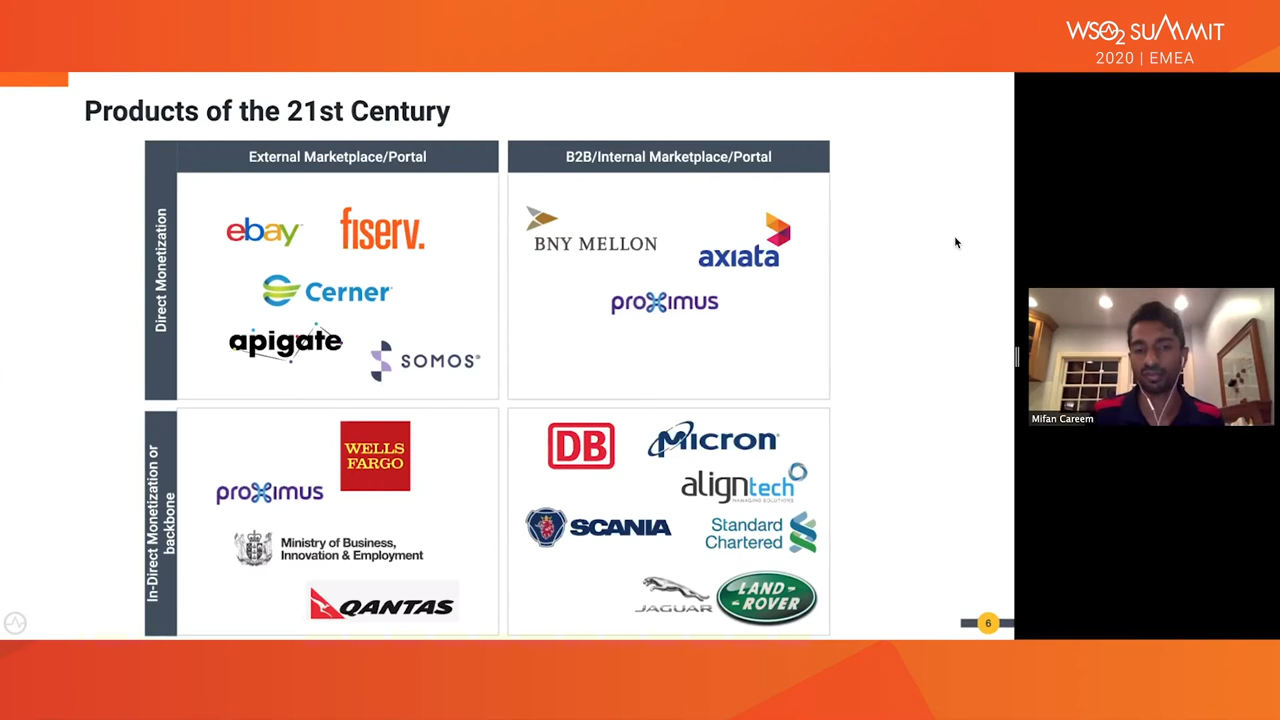 WSO2 SUMMIT
2020 | EMEA
Products of the 21st Century
External Marketplace/Portal
B2B/Internal Marketplace/Portal
Direct Monetization
ebay
fiserv.
Cerner
apigate
SOMOS
BNY MELLON
axiata
proximus
In-Direct Monetization or
backbone
WELLS
FARGO
proximus
Ministry of Business,
Innovation & Employment
QANTAS
DB
Micron
aligntech
MANAGING SOLUTIONS
SCANIA
Standard
Chartered
JAGUAR
LAND-
ROVER
6
Mifan Careem